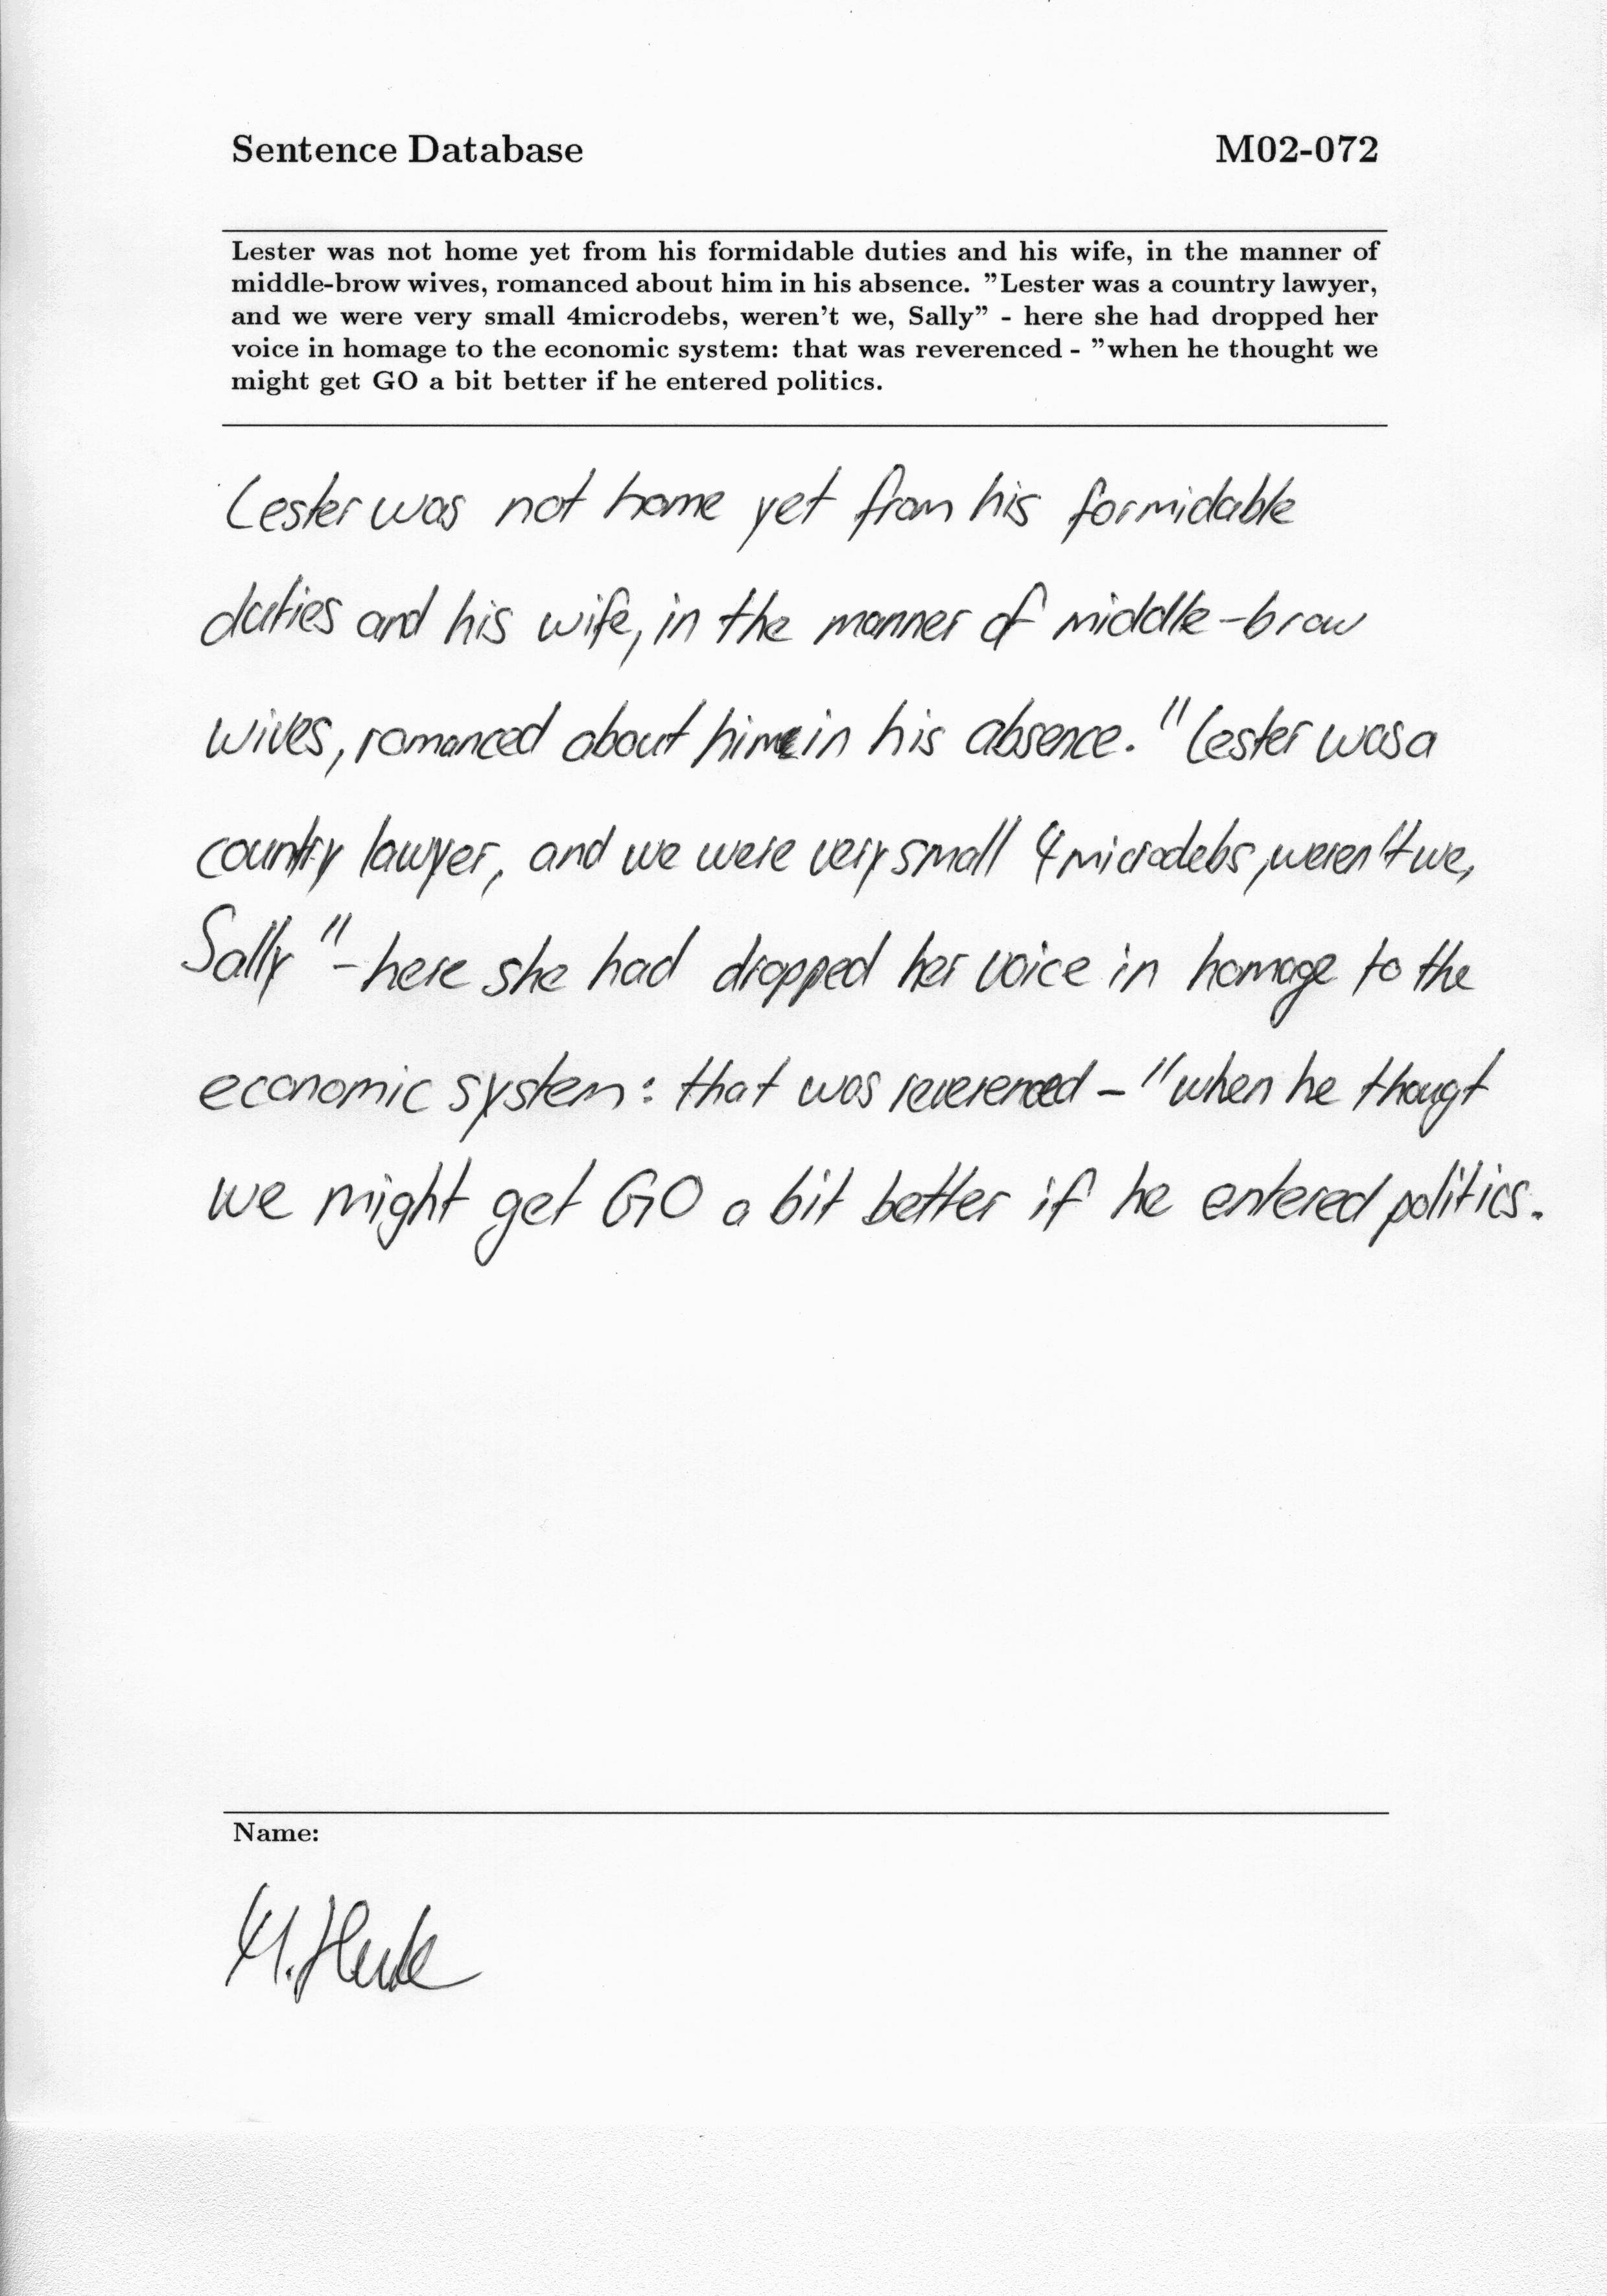 Sentence Database M02-072
Lester was not home yet from his formidable duties and his wife, in the manner of
middle-brow wives, romanced about him in his absence. "Lester was a country lawyer,
and we were very small 4microdebs, weren't we, Sally" - here she had dropped her
voice in homage to the economic system: that was reverenced - "when he thought we
might get GO a bit better if he entered politics.
Lester was not home yet from his formidable
duties and his wife, in the manner of middle-brow
wives, romanced about him in his absence. "Lester was a
country lawyer, and we were very small 4microdebs, weren't we,
Sally" - here she had dropped her voice in homage to the
economic system: that was reverenced - "when he thougt
we might get GO a bit better if he entered politics.
Name: